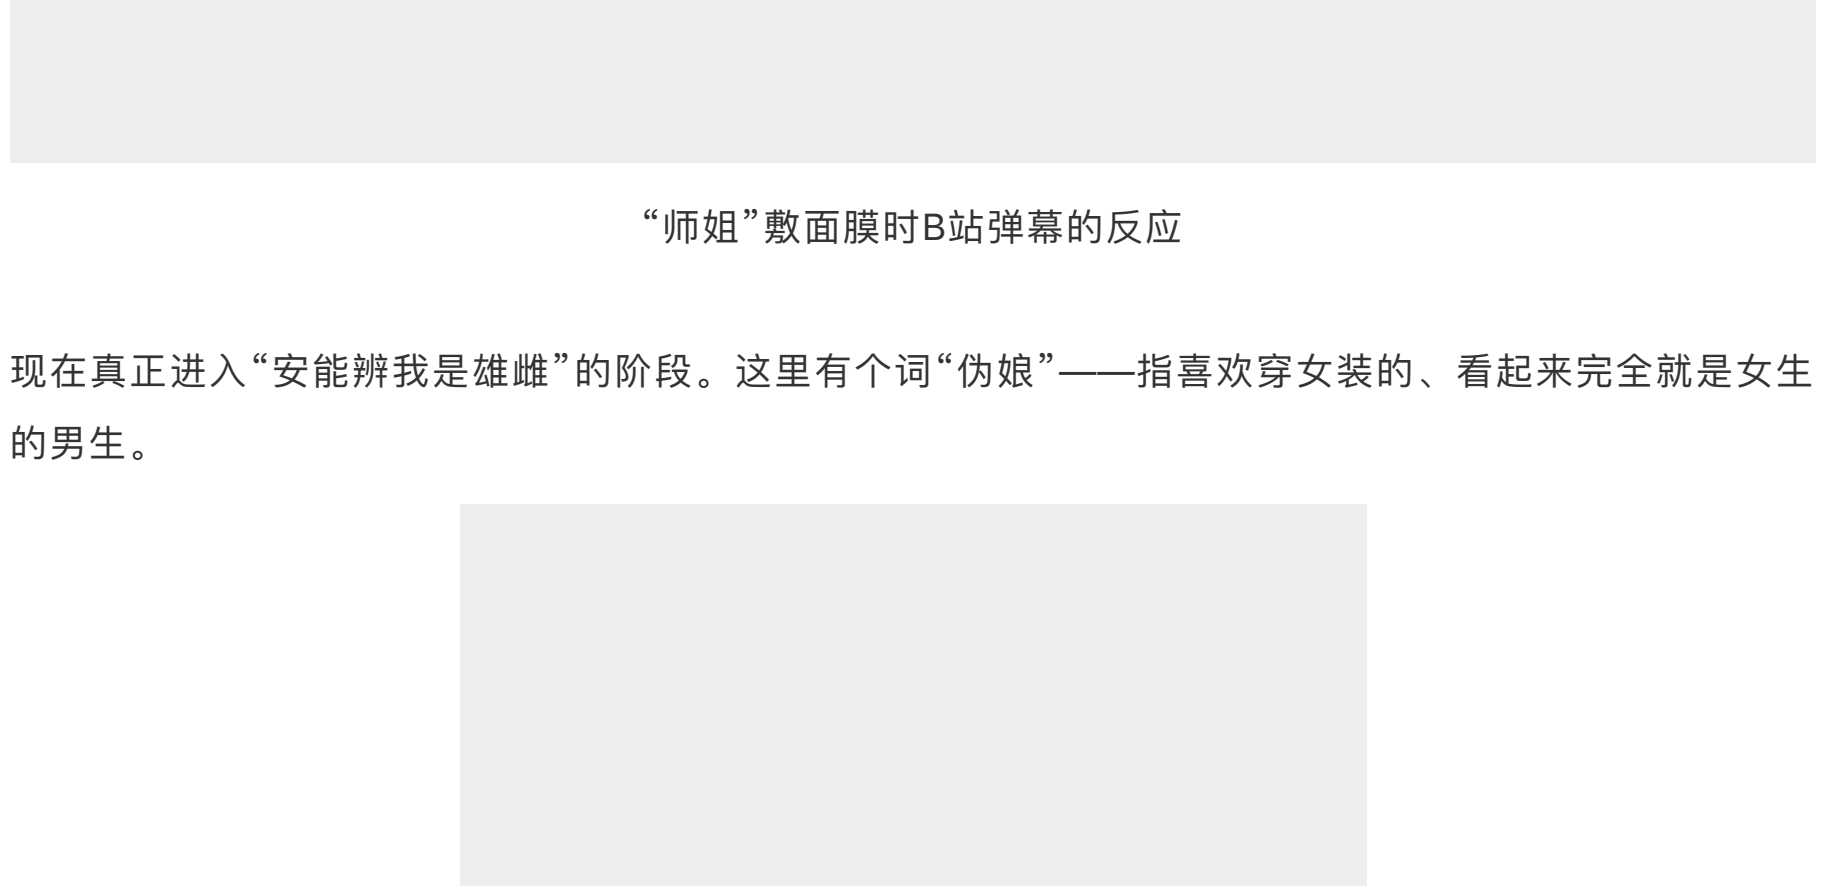 “师姐”敷面膜时B站弹幕的反应
现在真正进入“安能辨我是雄雌”的阶段。这里有个词“伪娘”——指喜欢穿女装的、看起来完全就是女生
的男生。